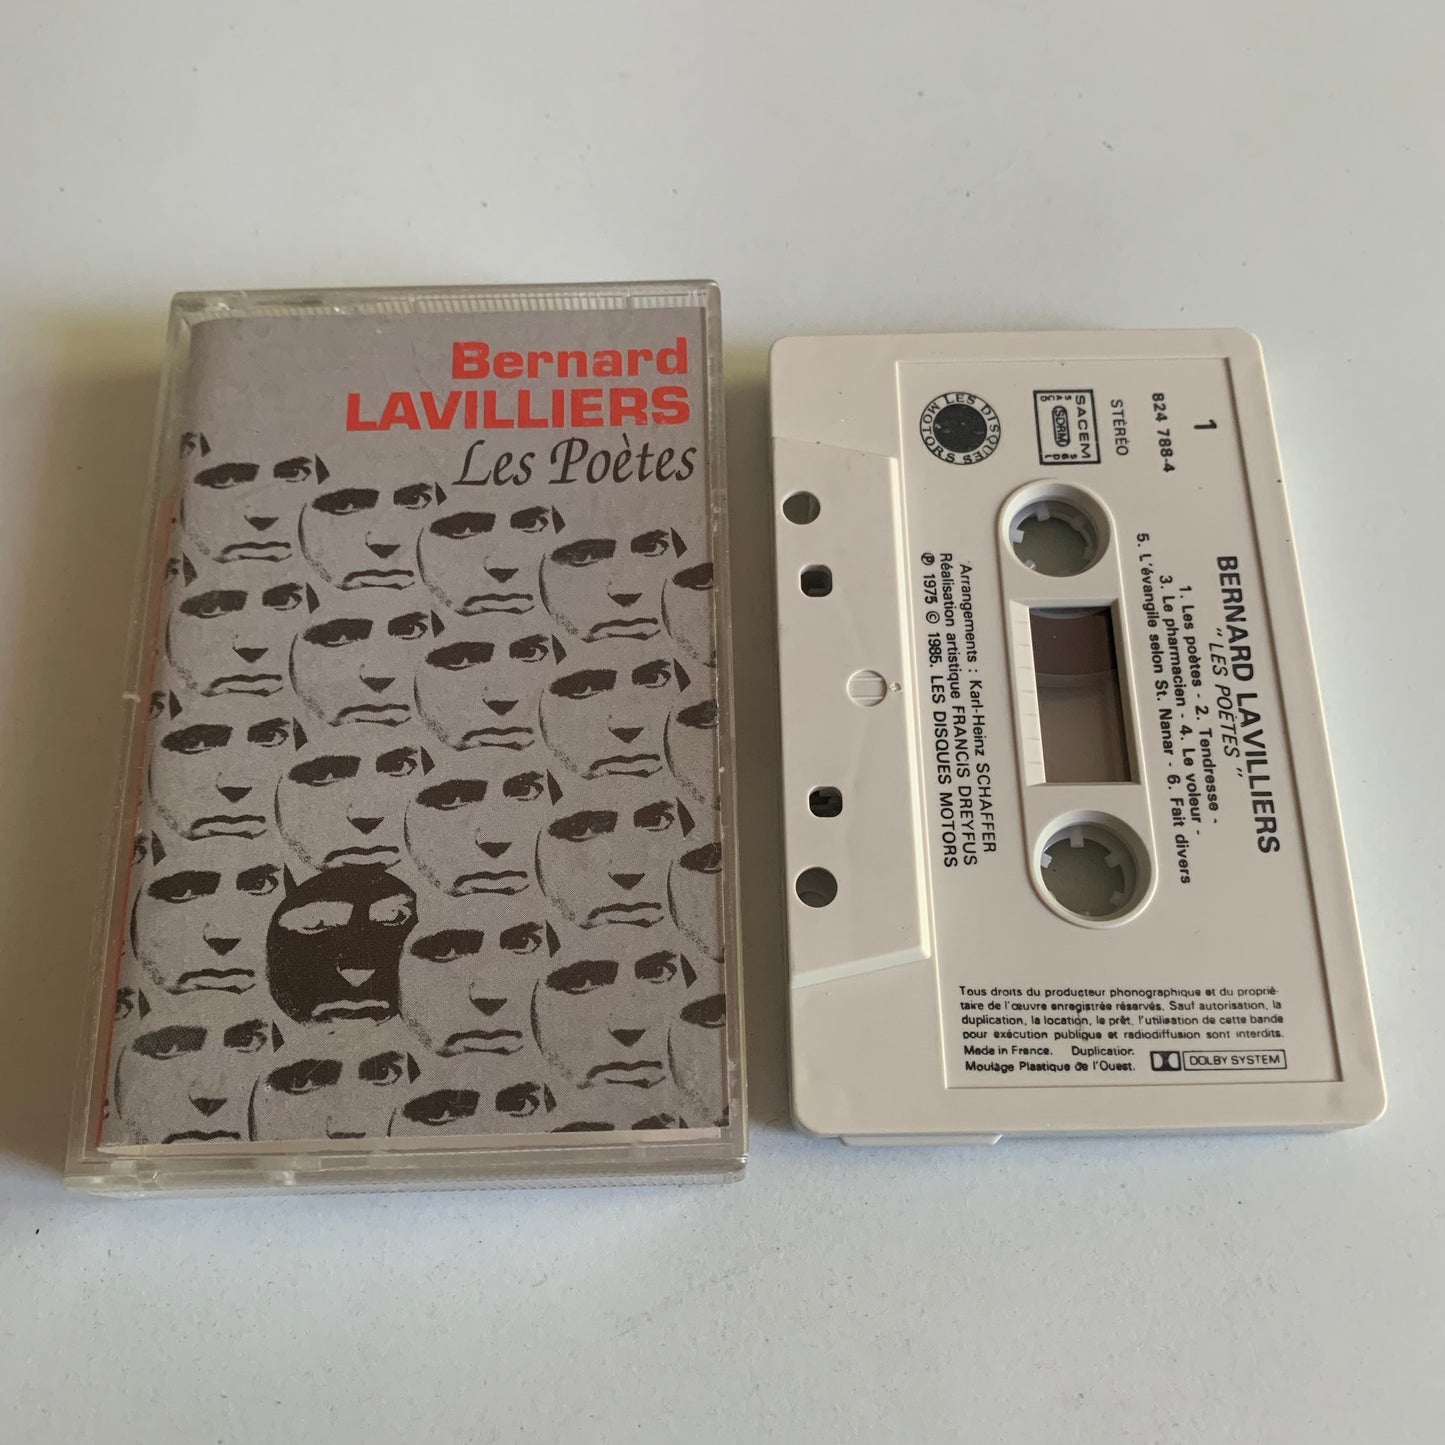 Bernard
LAVILLIERS
Les Poètes
LES DISQUES MOTORS
SACEM
SACD
SDRM
SGDL
STÉRÉO
824 788-4
1
BERNARD LAVILLIERS
"LES POÈTES"
1. Les poètes - 2. Tendresse -
3. Le pharmacien - 4. Le voleur -
5. L'évangile selon St. Nanar - 6. Fait divers
Arrangements : Karl-Heinz SCHAFFER
Réalisation artistique FRANCIS DREYFUS
℗ 1975 © 1985. LES DISQUES MOTORS
Tous droits du producteur phonographique et du proprié-
taire de l'œuvre enregistrée réservés. Sauf autorisation, la
duplication, la location, le prêt, l'utilisation de cette bande
pour exécution publique et radiodiffusion sont interdits.
Made in France. Duplication.
Moulage Plastique de l'Ouest.
DOLBY SYSTEM